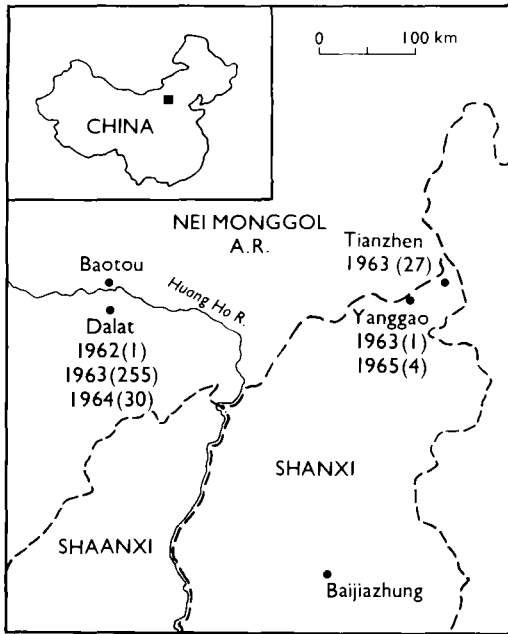 0 100 km
CHINA
NEI MONGGOL
A.R.
Tianzhen
1963 (27)
Baotou
Huang Ho R.
Dalat
1962(1)
1963(255)
1964(30)
Yanggao
1963(1)
1965(4)
SHANXI
SHAANXI
Baijiazhung